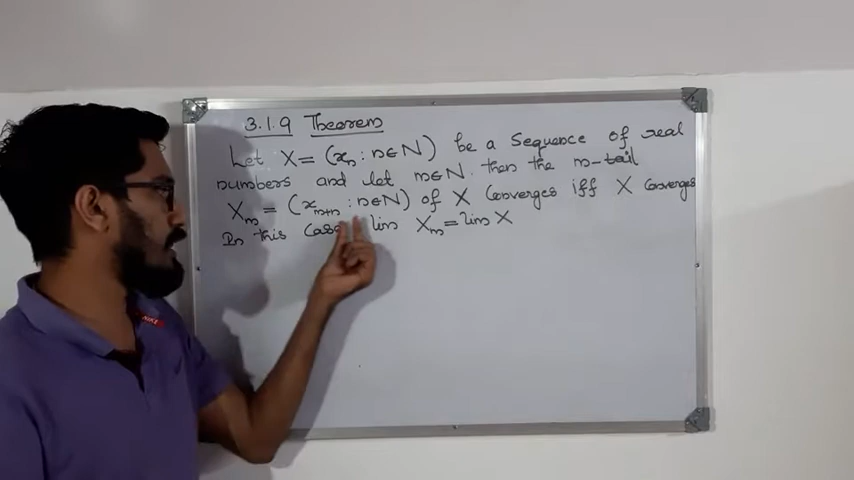 3.1.9 Theorem
Let X = (xₙ : n∈N) be a Sequence of real
numbers and let m∈N. then the m-tail
Xₘ = (xₘ₊ₙ : n∈N) of X Converges iff X Converges
In this case, lim Xₘ = lim X